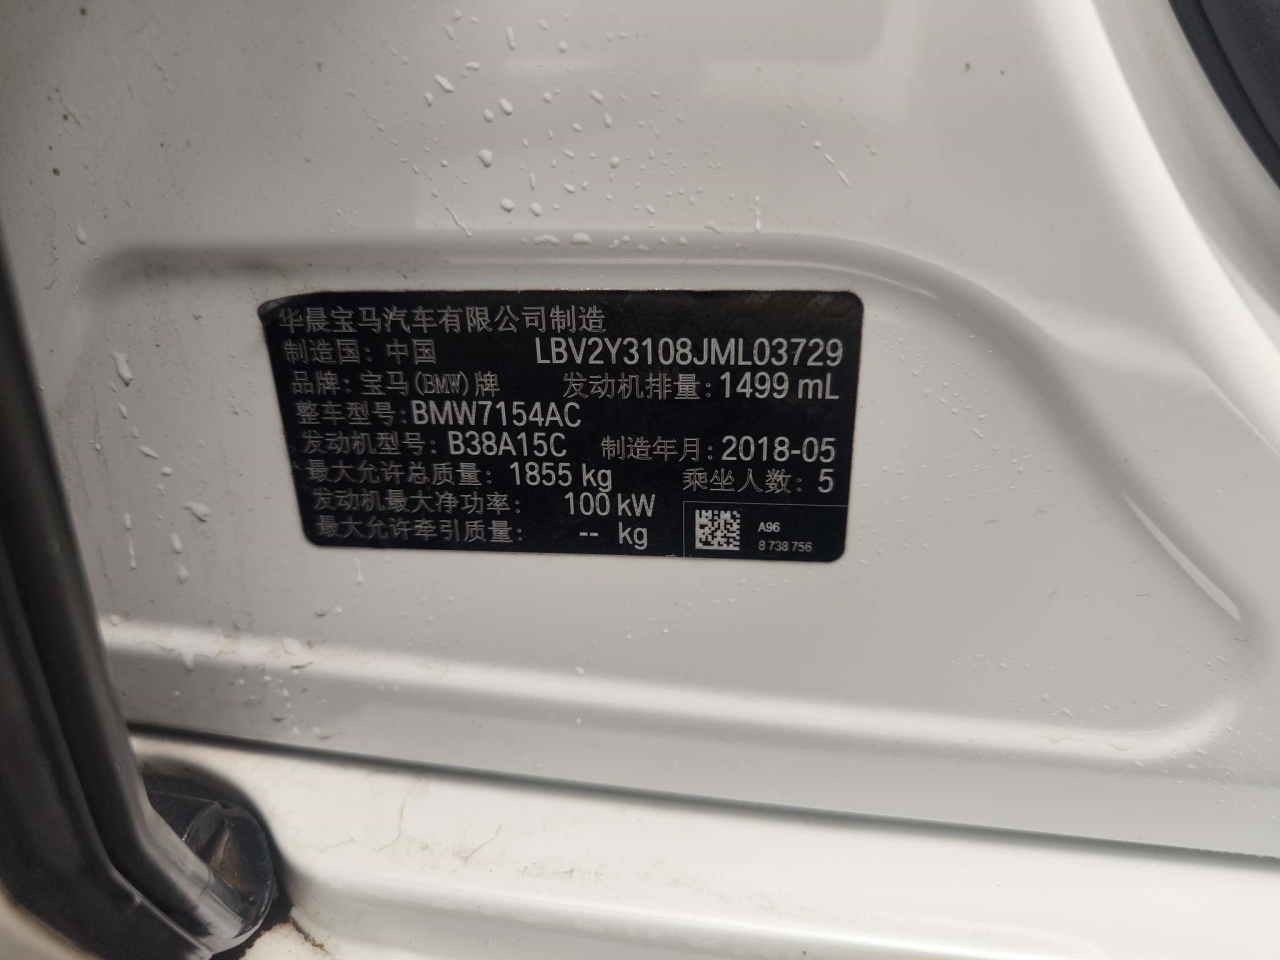 华晨宝马汽车有限公司制造
制造国: 中国 LBV2Y3108JML03729
品牌: 宝马(BMW)牌 发动机排量: 1499 mL
整车型号: BMW7154AC
发动机型号: B38A15C 制造年月: 2018-05
最大允许总质量: 1855 kg 乘坐人数: 5
发动机最大净功率: 100 kW
最大允许牵引质量: -- kg
A96
8 738 756